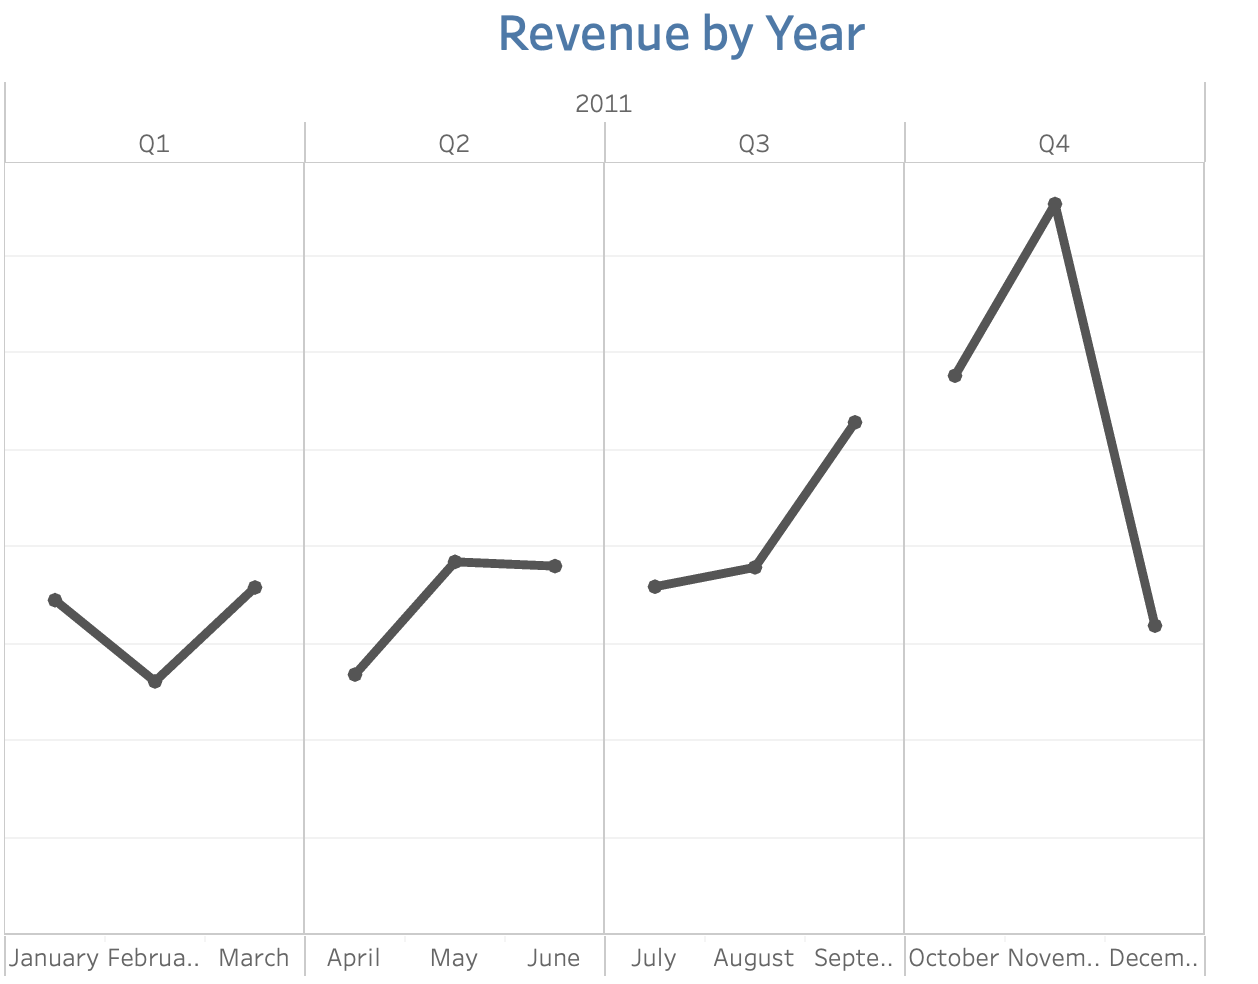 Revenue by Year
2011
Q1 Q2 Q3 Q4
January Februa.. March April May June July August Septe.. October Novem.. Decem..